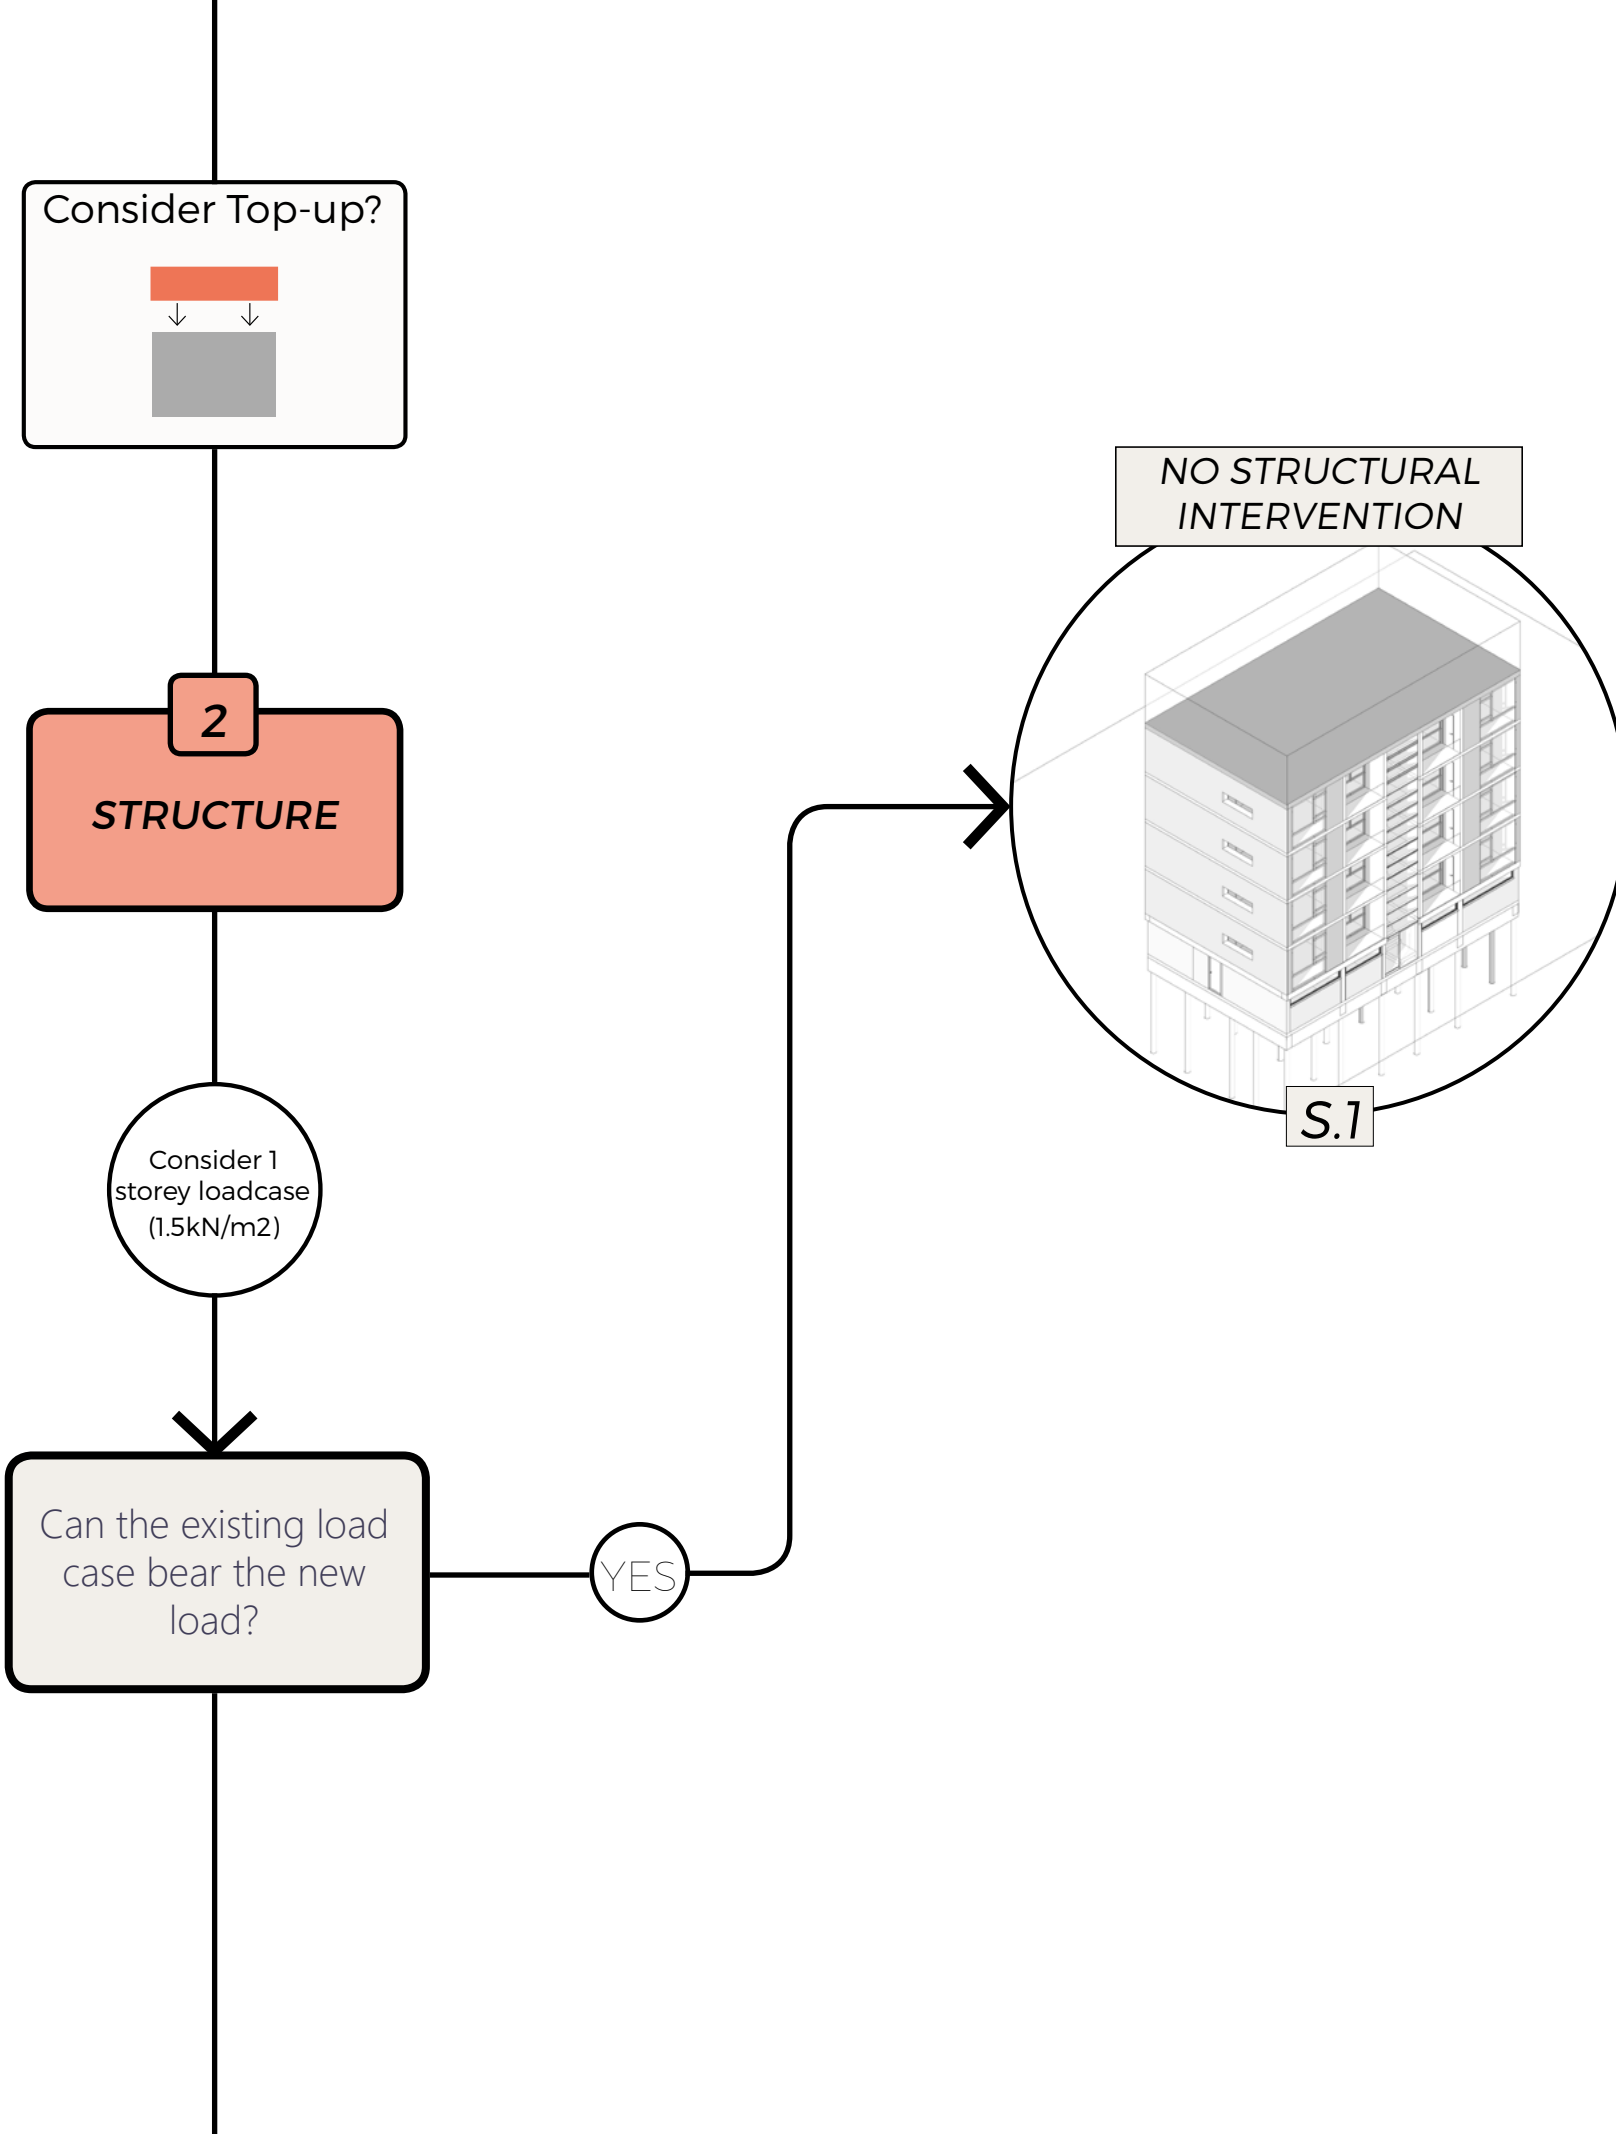 Consider Top-up?
2
STRUCTURE
Consider 1
storey loadcase
(1.5kN/m2)
Can the existing load
case bear the new
load?
YES
NO STRUCTURAL
INTERVENTION
S.1